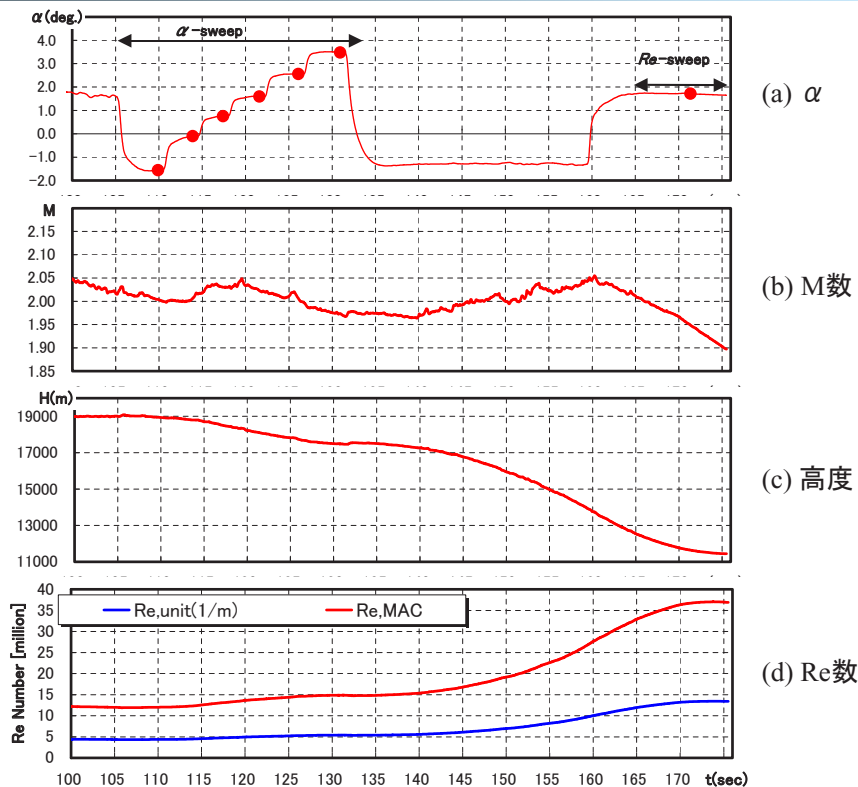 α(deg.)
4.0
3.0
2.0
1.0
0.0
-1.0
-2.0
α-sweep
Re-sweep
(a) α
M
2.15
2.10
2.05
2.00
1.95
1.90
1.85
(b) M数
H(m)
19000
17000
15000
13000
11000
(c) 高度
Re Number [million]
40
35
30
25
20
15
10
5
0
Re,unit(1/m) Re,MAC
(d) Re数
100 105 110 115 120 125 130 135 140 145 150 155 160 165 170 t(sec)